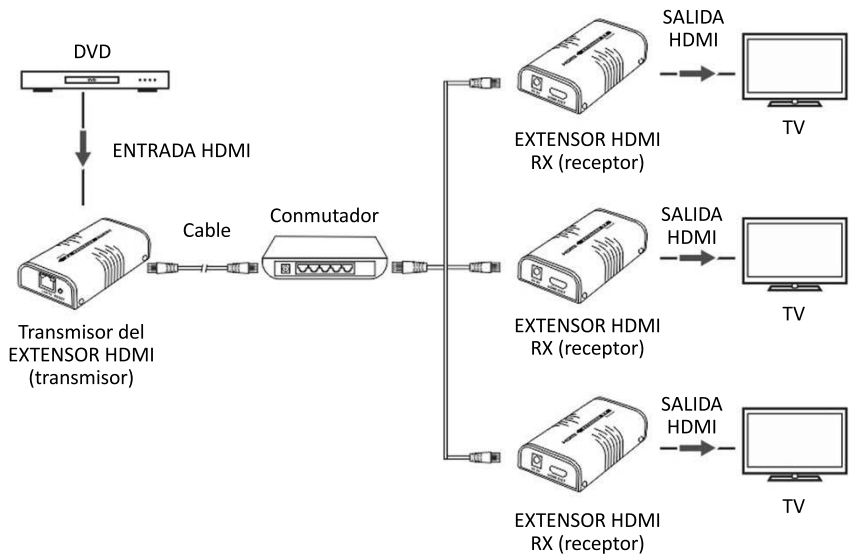 DVD
ENTRADA HDMI
Transmisor del
EXTENSOR HDMI
(transmisor)
Cable
Conmutador
SALIDA
HDMI
EXTENSOR HDMI
RX (receptor)
TV
SALIDA
HDMI
EXTENSOR HDMI
RX (receptor)
TV
SALIDA
HDMI
EXTENSOR HDMI
RX (receptor)
TV